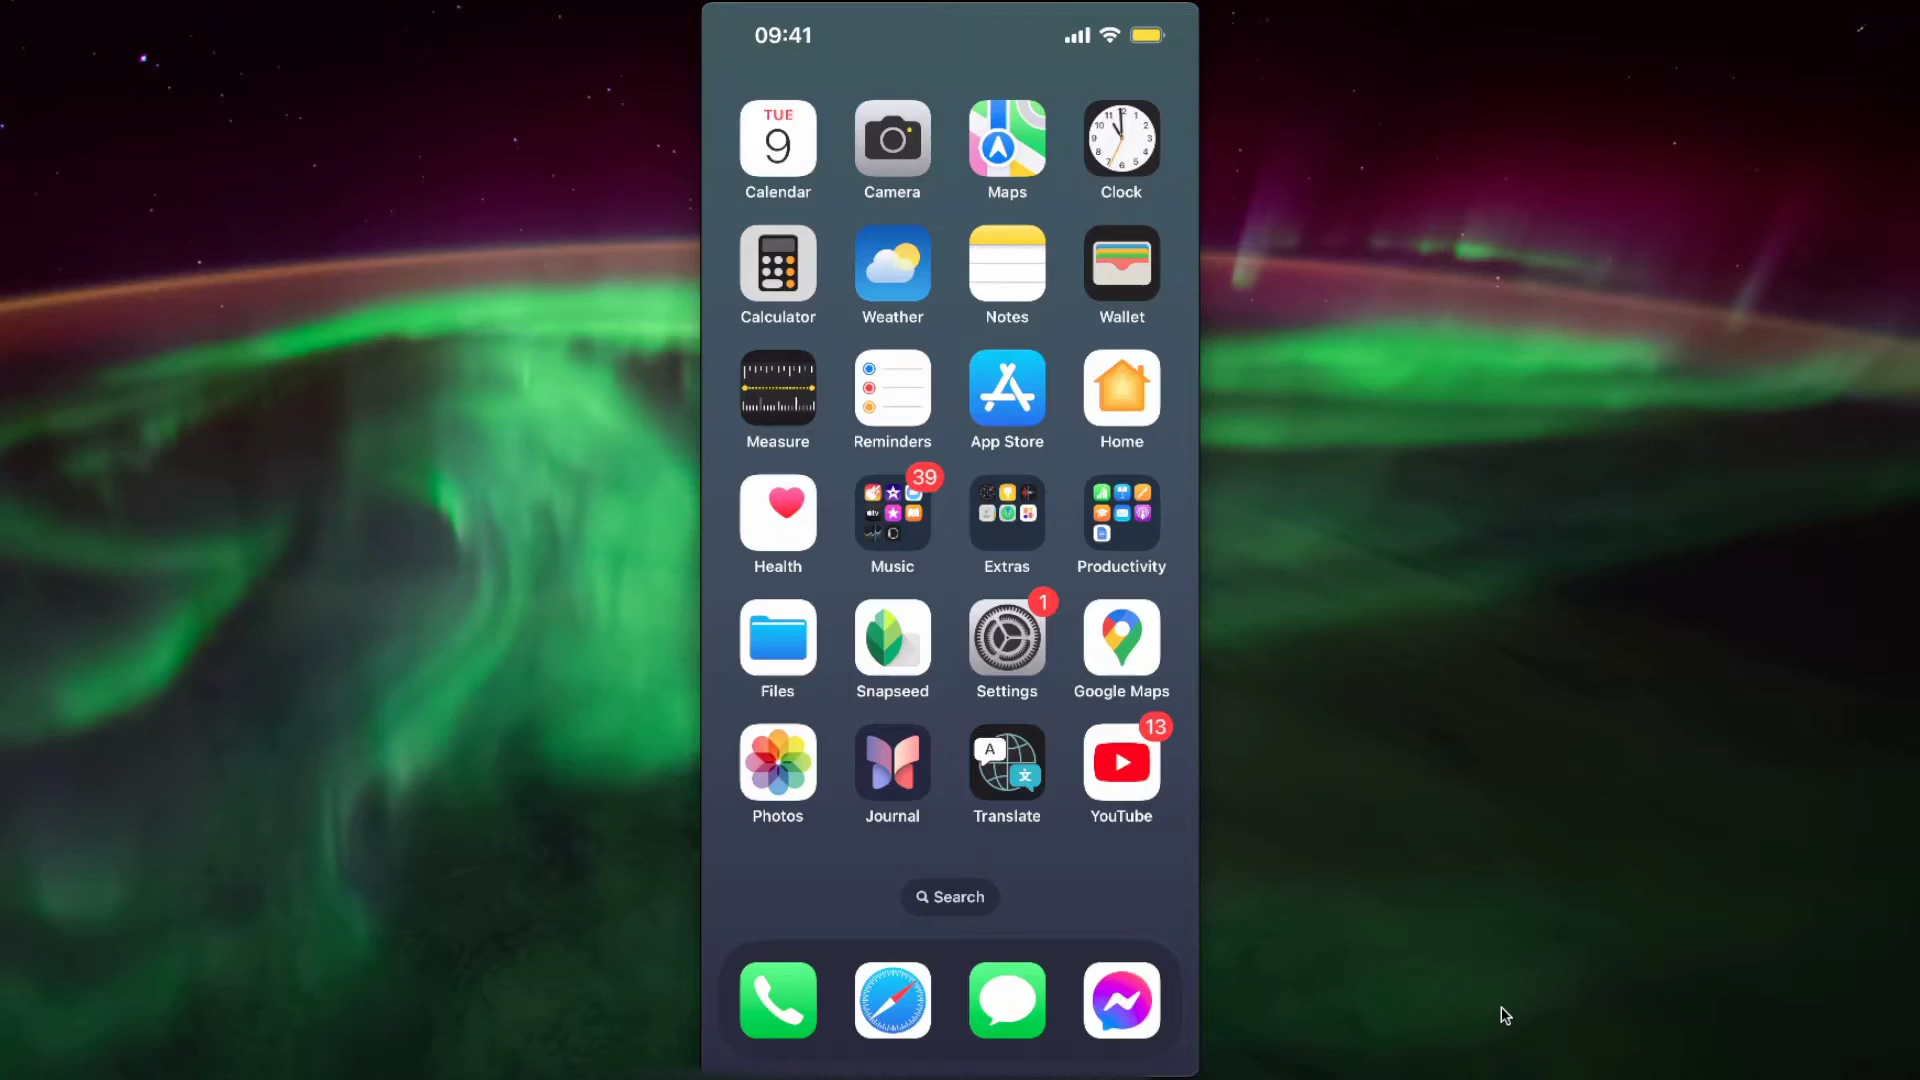 09:41
TUE
9
Calendar
Camera
Maps
Clock
Calculator
Weather
Notes
Wallet
Measure
Reminders
App Store
Home
39
Health
Music
Extras
Productivity
1
Files
Snapseed
Settings
Google Maps
13
A
文
Photos
Journal
Translate
YouTube
Search